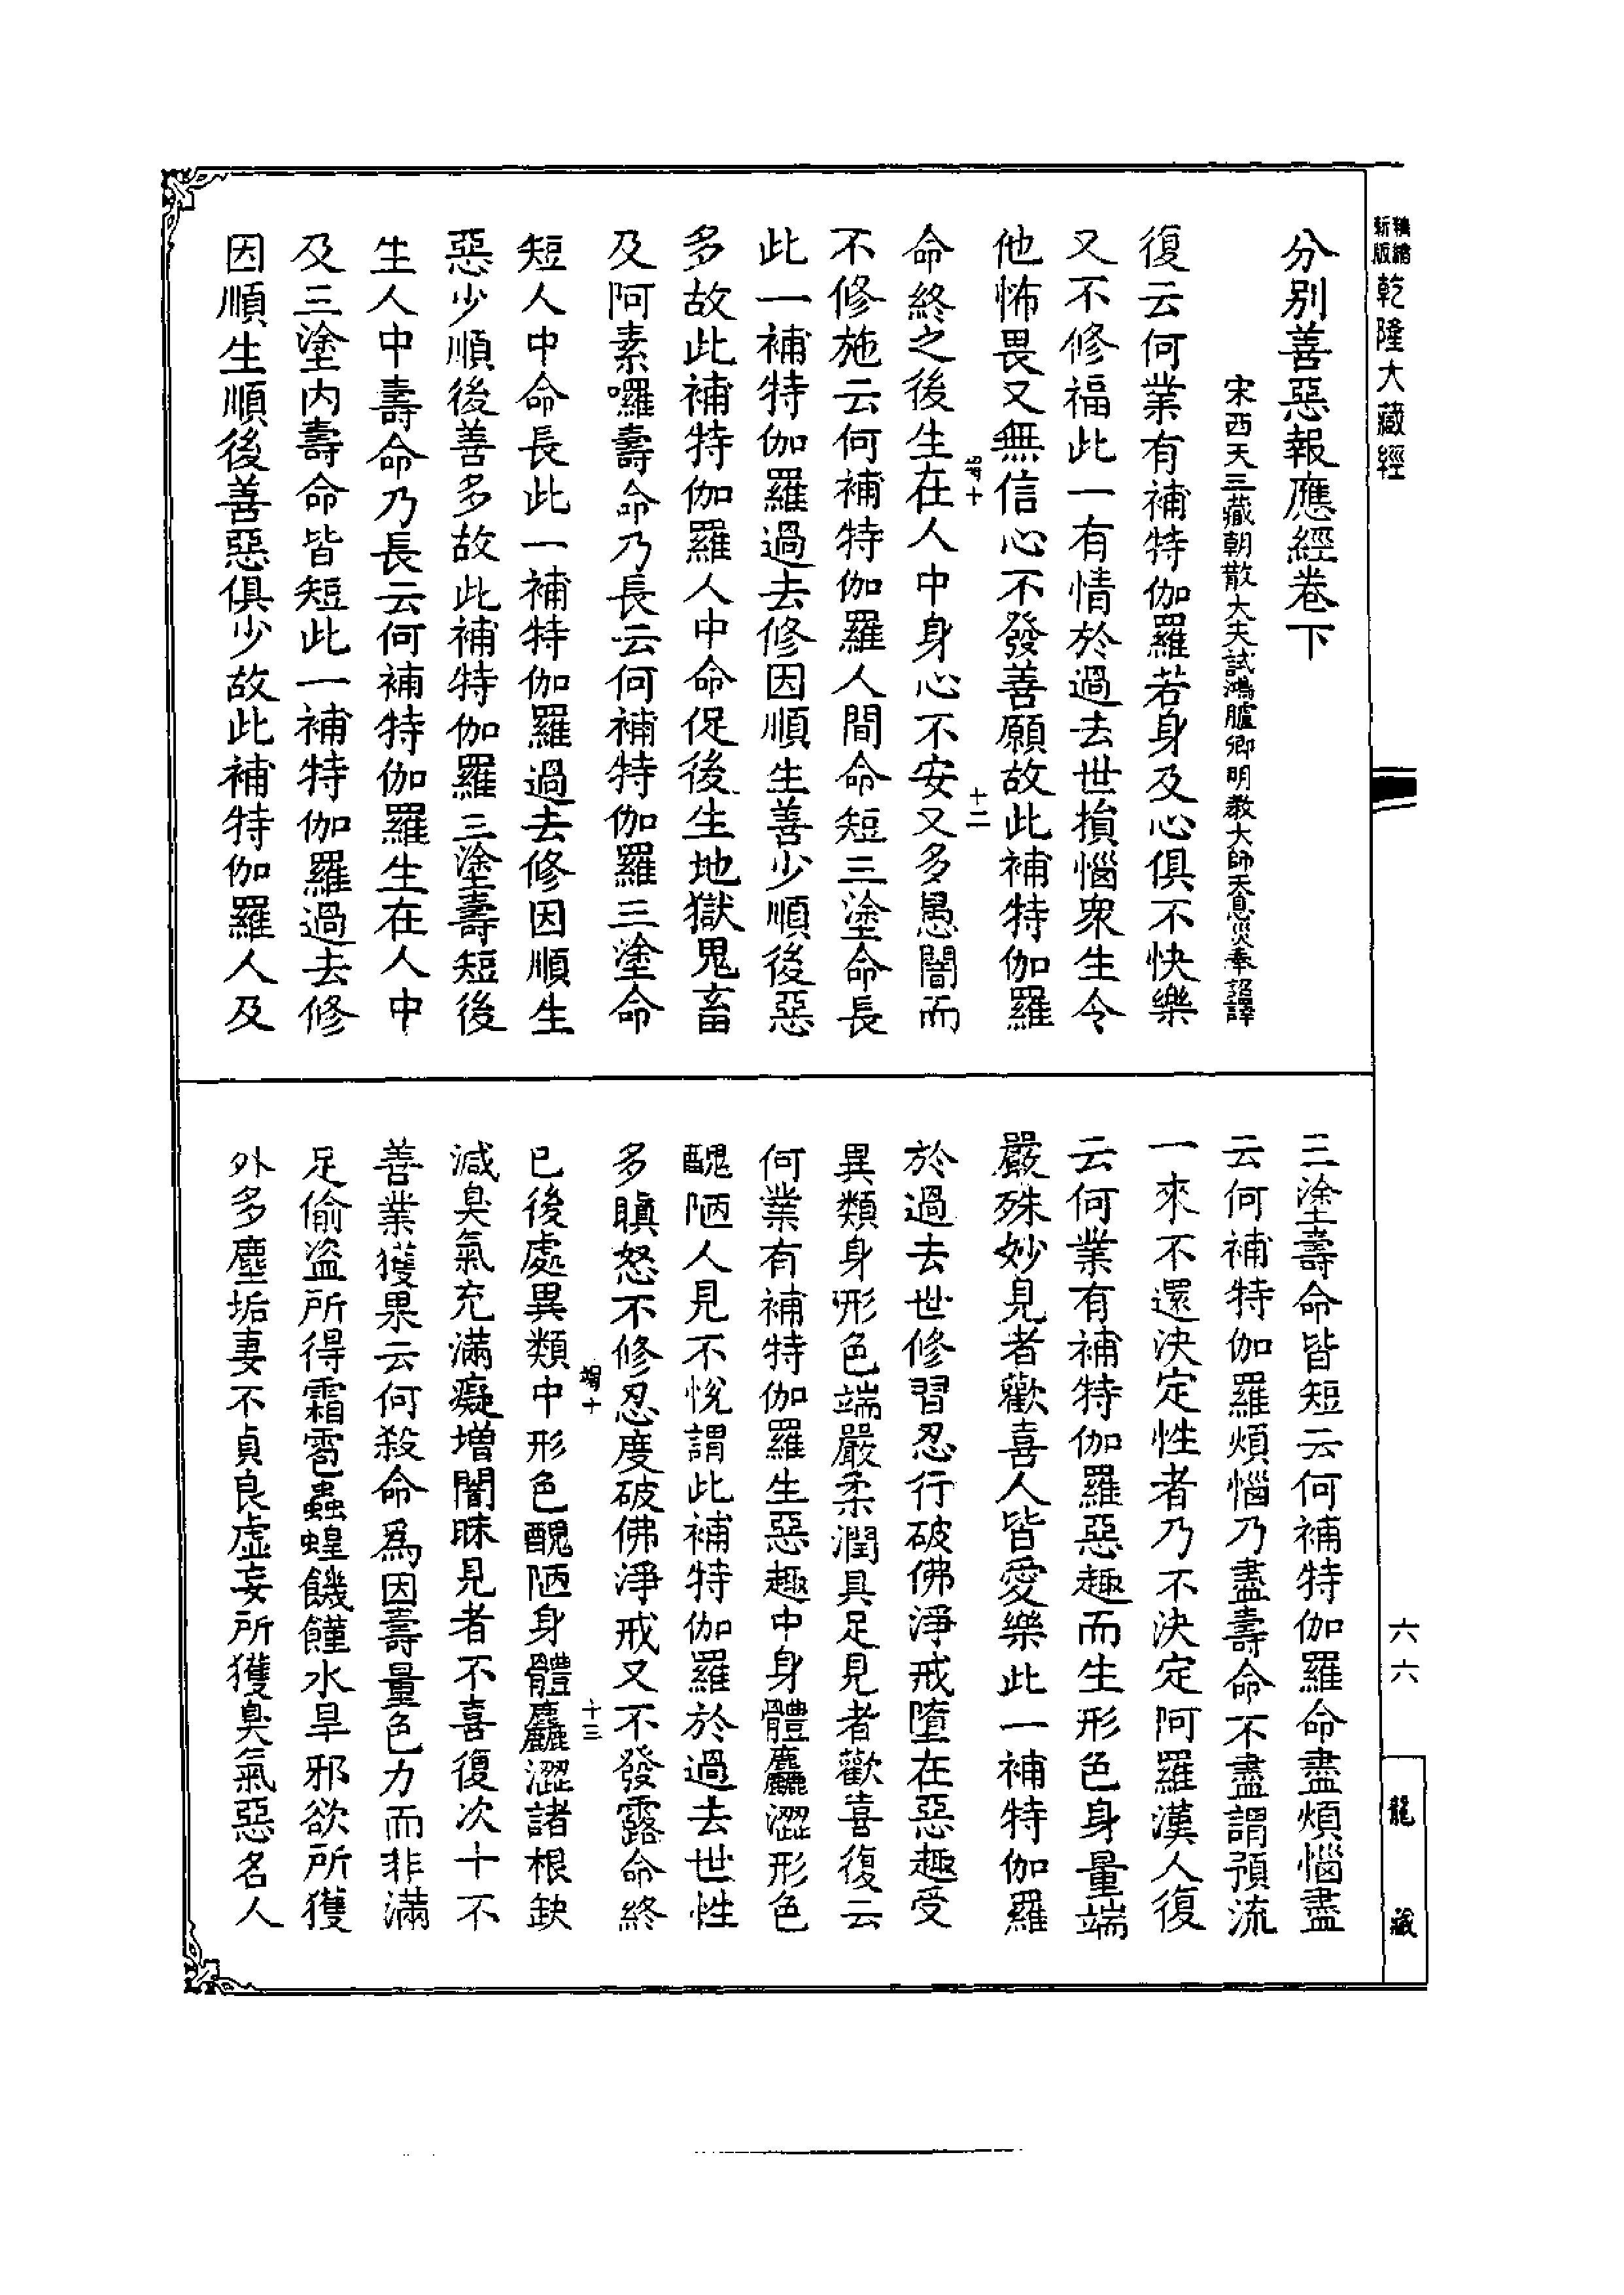 精縮新版
乾隆大藏經
分別善惡報應經卷下
宋西天三藏朝散大夫試鴻臚卿明教大師天息災奉詔譯
復云何業有補特伽羅若身及心俱不快樂
又不修福此一有情於過去世損惱衆生令
他怖畏又無信心不發善願故此補特伽羅
命終之後生在人中身心不安又多愚闇而
不修施云何補特伽羅人間命短三塗命長
此一補特伽羅過去修因順生善少順後惡
多故此補特伽羅人中命促後生地獄鬼畜
及阿素囉壽命乃長云何補特伽羅三塗命
短人中命長此一補特伽羅過去修因順生
惡少順後善多故此補特伽羅三塗壽短後
生人中壽命乃長云何補特伽羅生在人中
及三塗内壽命皆短此一補特伽羅過去修
因順生順後善惡俱少故此補特伽羅人及
十二
三塗壽命皆短云何補特伽羅命盡煩惱盡
云何補特伽羅煩惱乃盡壽命不盡謂預流
一來不還決定性者乃不決定阿羅漢人復
云何業有補特伽羅惡趣而生形色身量端
嚴殊妙見者歡喜人皆愛樂此一補特伽羅
於過去世修習忍行破佛淨戒墮在惡趣受
異類身形色端嚴柔潤具足見者歡喜復云
何業有補特伽羅生惡趣中身體麤澀形色
醜陋人見不悅謂此補特伽羅於過去世性
多瞋怒不修忍度破佛淨戒又不發露命終
已後處異類中形色醜陋身體麤澀諸根缺
減臭氣充滿癡增闇昧見者不喜復次十不
善業獲果云何殺命爲因壽量色力而非滿
足偷盜所得霜雹蟲蝗饑饉水旱邪欲所獲
外多塵垢妻不貞良虛妄所獲臭氣惡名人
十三
六六
龍藏